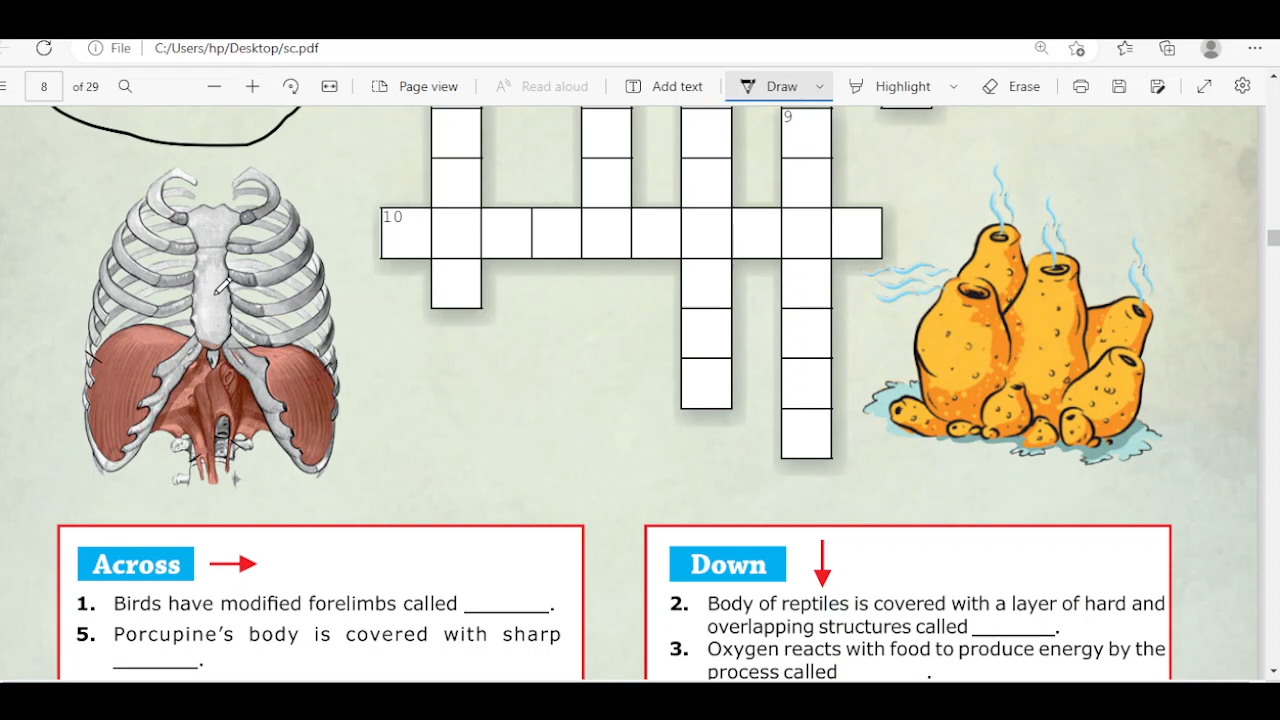 File C:/Users/hp/Desktop/sc.pdf
8 of 29 Page view Read aloud Add text Draw Highlight Erase
9
10
Across
1. Birds have modified forelimbs called ________.
5. Porcupine's body is covered with sharp
________.
Down
2. Body of reptiles is covered with a layer of hard and
overlapping structures called ________.
3. Oxygen reacts with food to produce energy by the
process called ________.